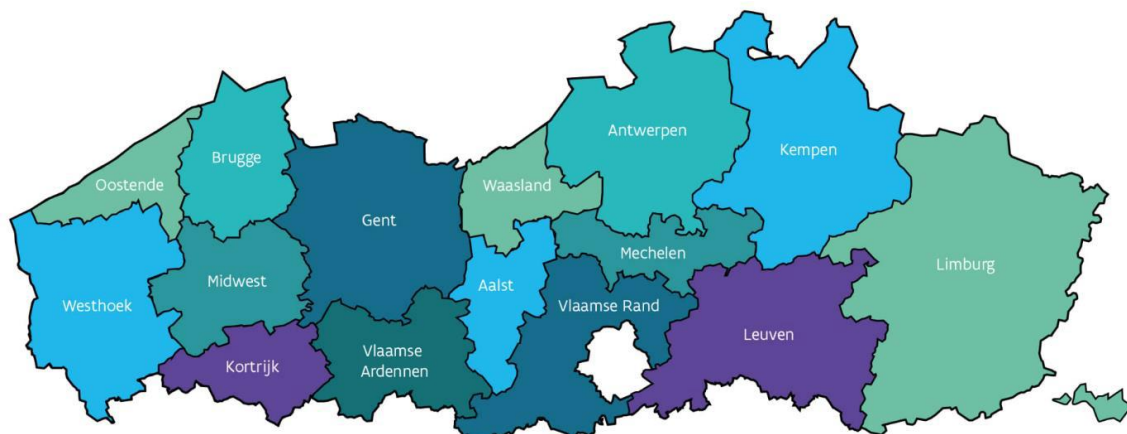 Antwerpen
Kempen
Brugge
Oostende
Waasland
Gent
Mechelen
Limburg
Midwest
Aalst
Westhoek
Vlaamse Rand
Leuven
Kortrijk
Vlaamse
Ardennen